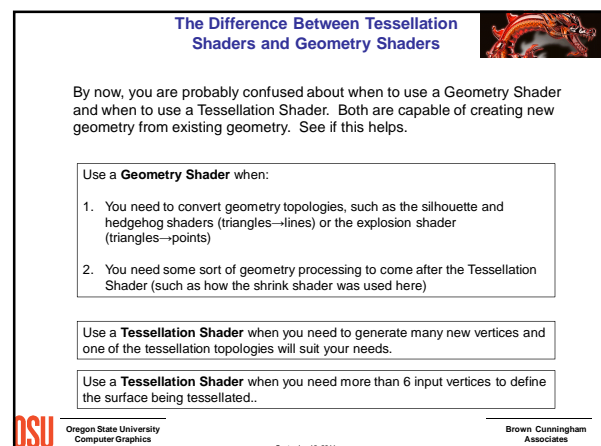 The Difference Between Tessellation
Shaders and Geometry Shaders
By now, you are probably confused about when to use a Geometry Shader
and when to use a Tessellation Shader.  Both are capable of creating new
geometry from existing geometry.  See if this helps.
Use a Geometry Shader when:
1. You need to convert geometry topologies, such as the silhouette and
hedgehog shaders (triangles→lines) or the explosion shader
(triangles→points)
2. You need some sort of geometry processing to come after the Tessellation
Shader (such as how the shrink shader was used here)
Use a Tessellation Shader when you need to generate many new vertices and
one of the tessellation topologies will suit your needs.
Use a Tessellation Shader when you need more than 6 input vertices to define
the surface being tessellated..
OSU
Oregon State University
Computer Graphics
Brown Cunningham
Associates